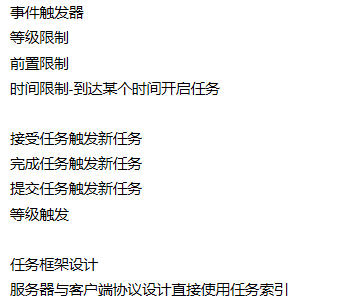 事件触发器
等级限制
前置限制
时间限制-到达某个时间开启任务
接受任务触发新任务
完成任务触发新任务
提交任务触发新任务
等级触发
任务框架设计
服务器与客户端协议设计直接使用任务索引